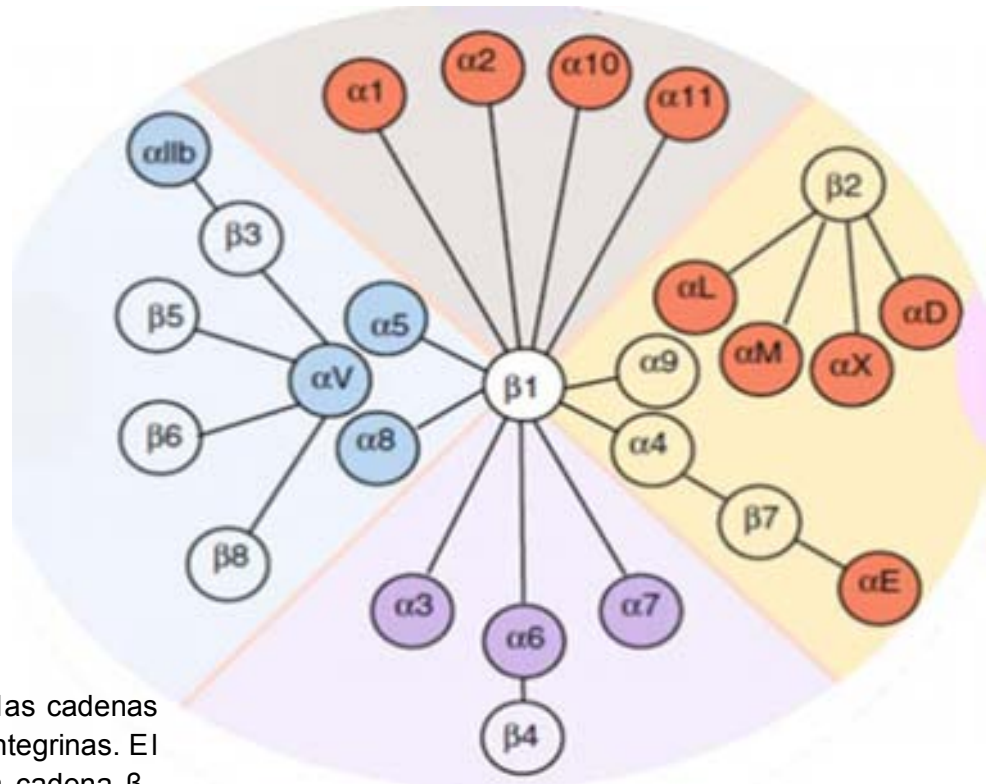 α1
α2
α10
α11
αIIb
β3
β5
α5
αV
β6
α8
β8
β1
β2
αL
αM
αX
αD
α9
α4
β7
αE
α3
α6
α7
β4
las cadenas
ntegrinas. El
cadena β